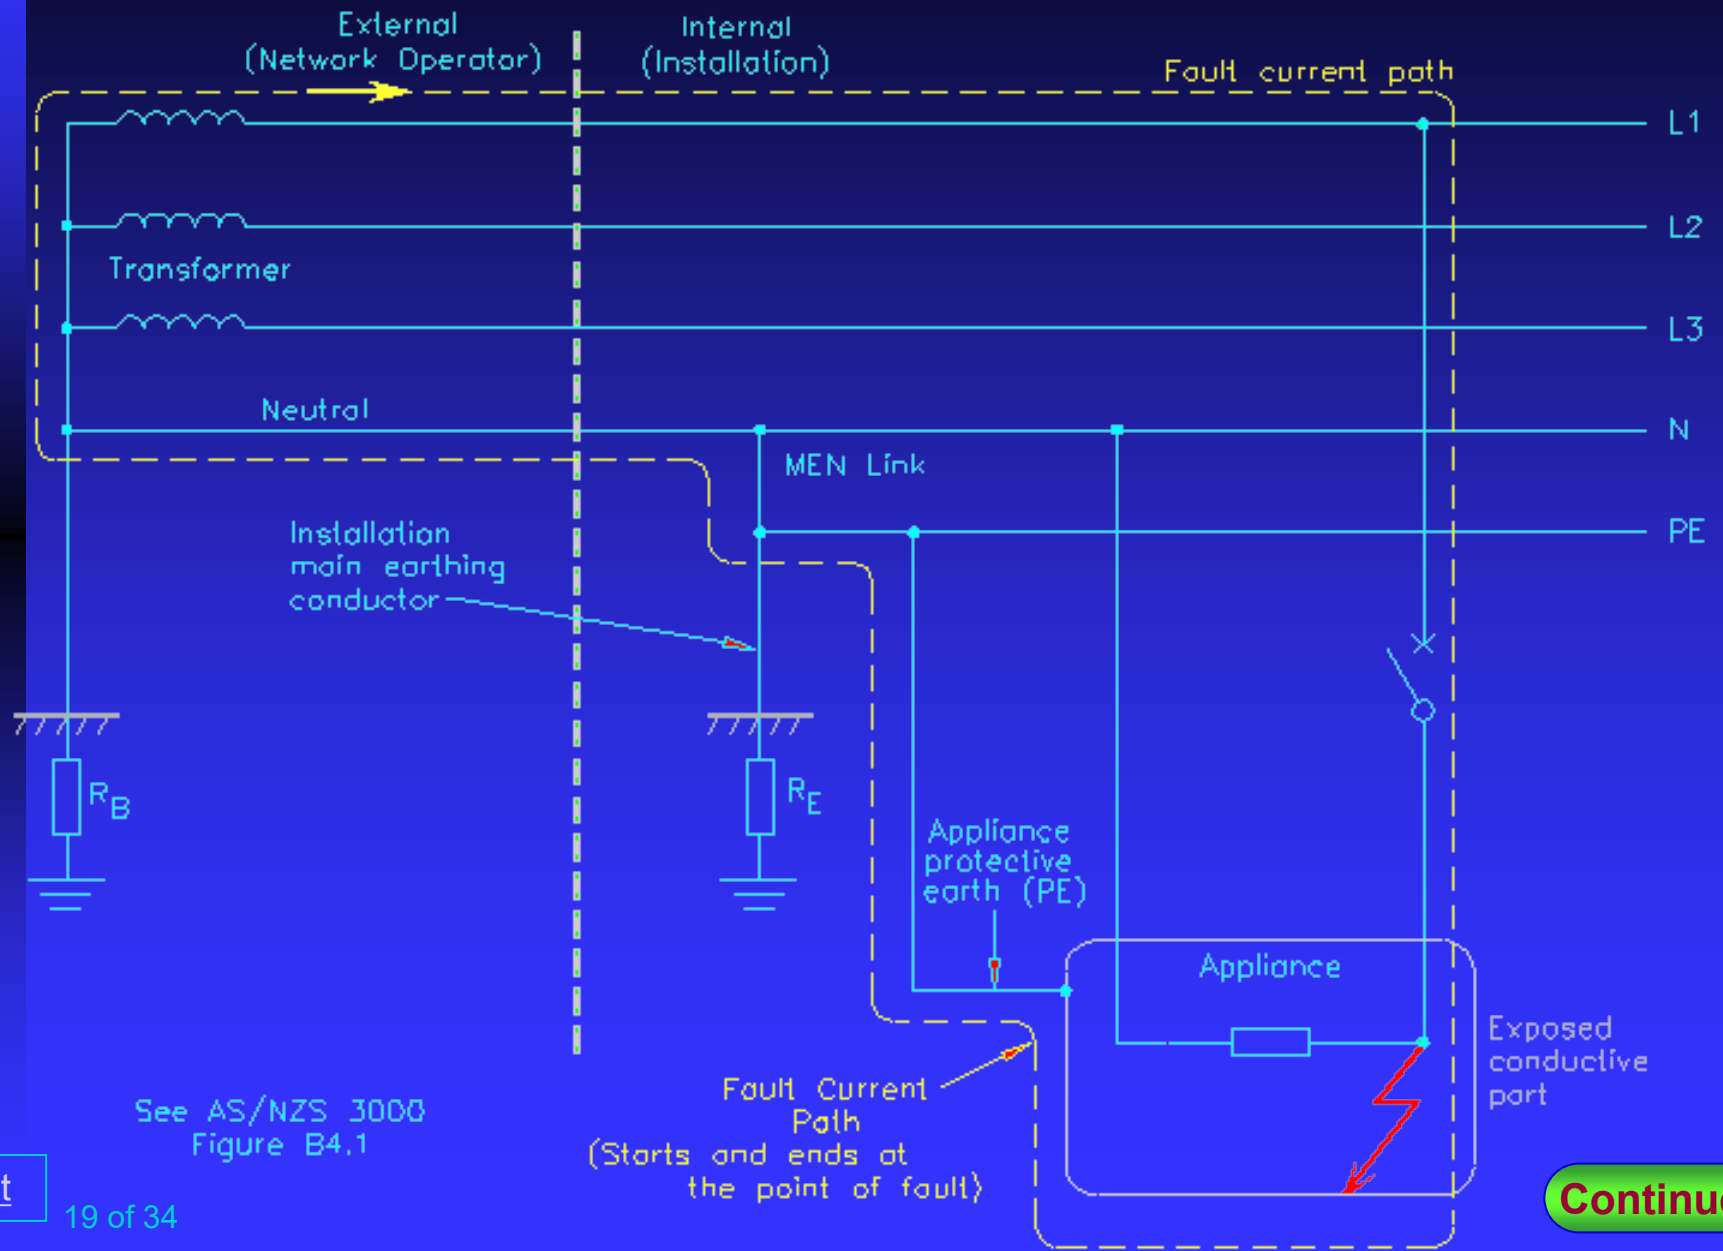 External
(Network Operator)
Internal
(Installation)
Fault current path
L1
L2
Transformer
L3
Neutral
N
MEN Link
PE
Installation
main earthing
conductor
RB
RE
Appliance
protective
earth (PE)
Appliance
Exposed
conductive
part
Fault Current
Path
(Starts and ends at
the point of fault)
See AS/NZS 3000
Figure B4.1
t
19 of 34
Continu